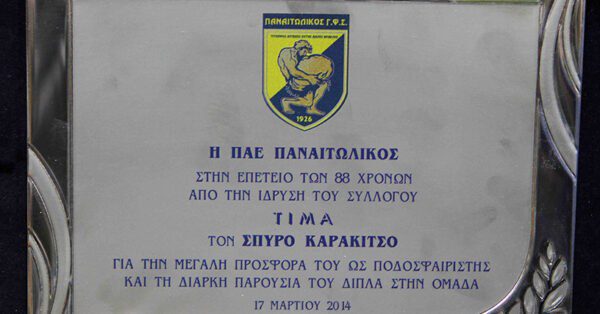 ΠΑΝΑΙΤΩΛΙΚΟΣ Γ.Φ.Σ.
1926
Η ΠΑΕ ΠΑΝΑΙΤΩΛΙΚΟΣ
ΣΤΗΝ ΕΠΕΤΕΙΟ ΤΩΝ 88 ΧΡΟΝΩΝ
ΑΠΟ ΤΗΝ ΙΔΡΥΣΗ ΤΟΥ ΣΥΛΛΟΓΟΥ
ΤΙΜΑ
ΤΟΝ ΣΠΥΡΟ ΚΑΡΑΚΙΤΣΟ
ΓΙΑ ΤΗΝ ΜΕΓΑΛΗ ΠΡΟΣΦΟΡΑ ΤΟΥ ΩΣ ΠΟΔΟΣΦΑΙΡΙΣΤΗΣ
ΚΑΙ ΤΗ ΔΙΑΡΚΗ ΠΑΡΟΥΣΙΑ ΤΟΥ ΔΙΠΛΑ ΣΤΗΝ ΟΜΑΔΑ
17 ΜΑΡΤΙΟΥ 2014